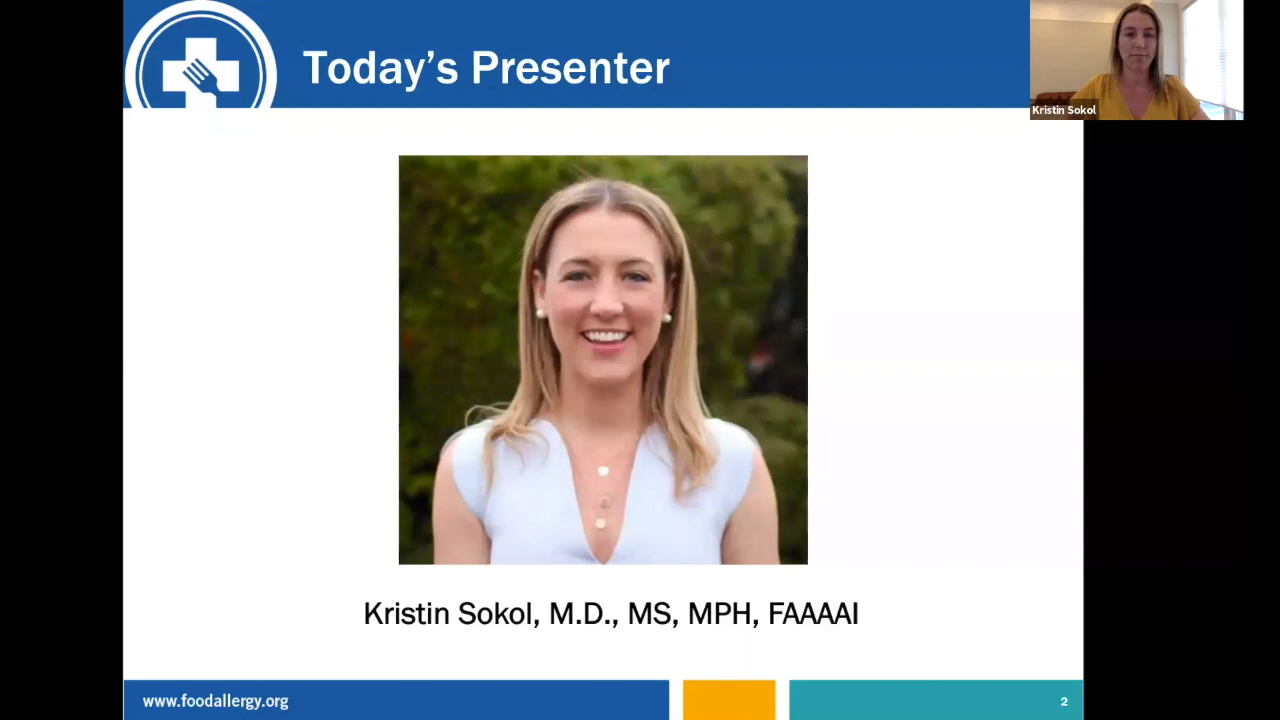 Today's Presenter
Kristin Sokol
Kristin Sokol, M.D., MS, MPH, FAAAAI
www.foodallergy.org
2